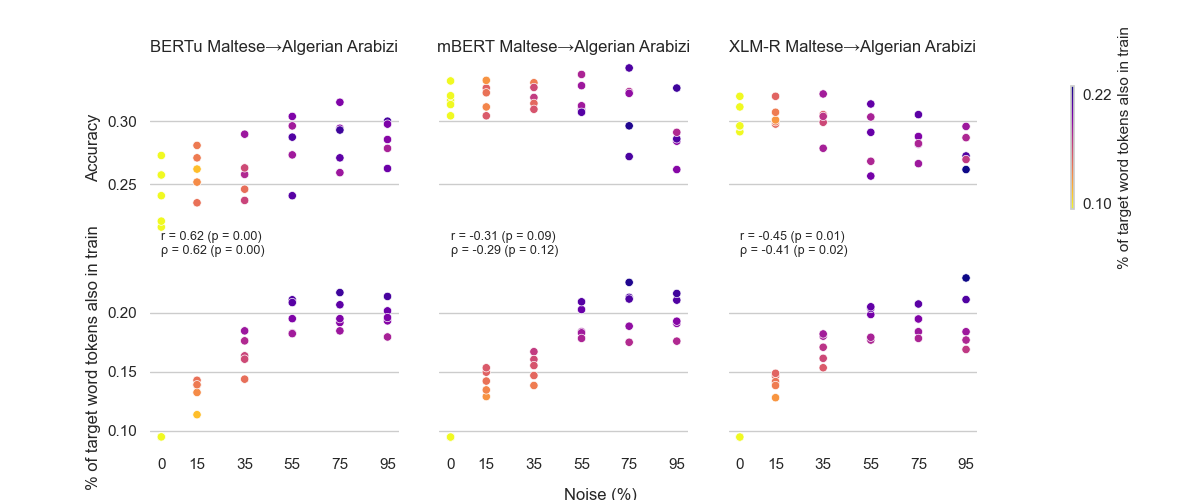 BERTu Maltese→Algerian Arabizi
mBERT Maltese→Algerian Arabizi
XLM-R Maltese→Algerian Arabizi
Accuracy
0.30
0.25
r = 0.62 (p = 0.00)
ρ = 0.62 (p = 0.00)
r = -0.31 (p = 0.09)
ρ = -0.29 (p = 0.12)
r = -0.45 (p = 0.01)
ρ = -0.41 (p = 0.02)
% of target word tokens also in train
0.20
0.15
0.10
0 15 35 55 75 95
0 15 35 55 75 95
0 15 35 55 75 95
Noise (%)
0.22
0.10
% of target word tokens also in train